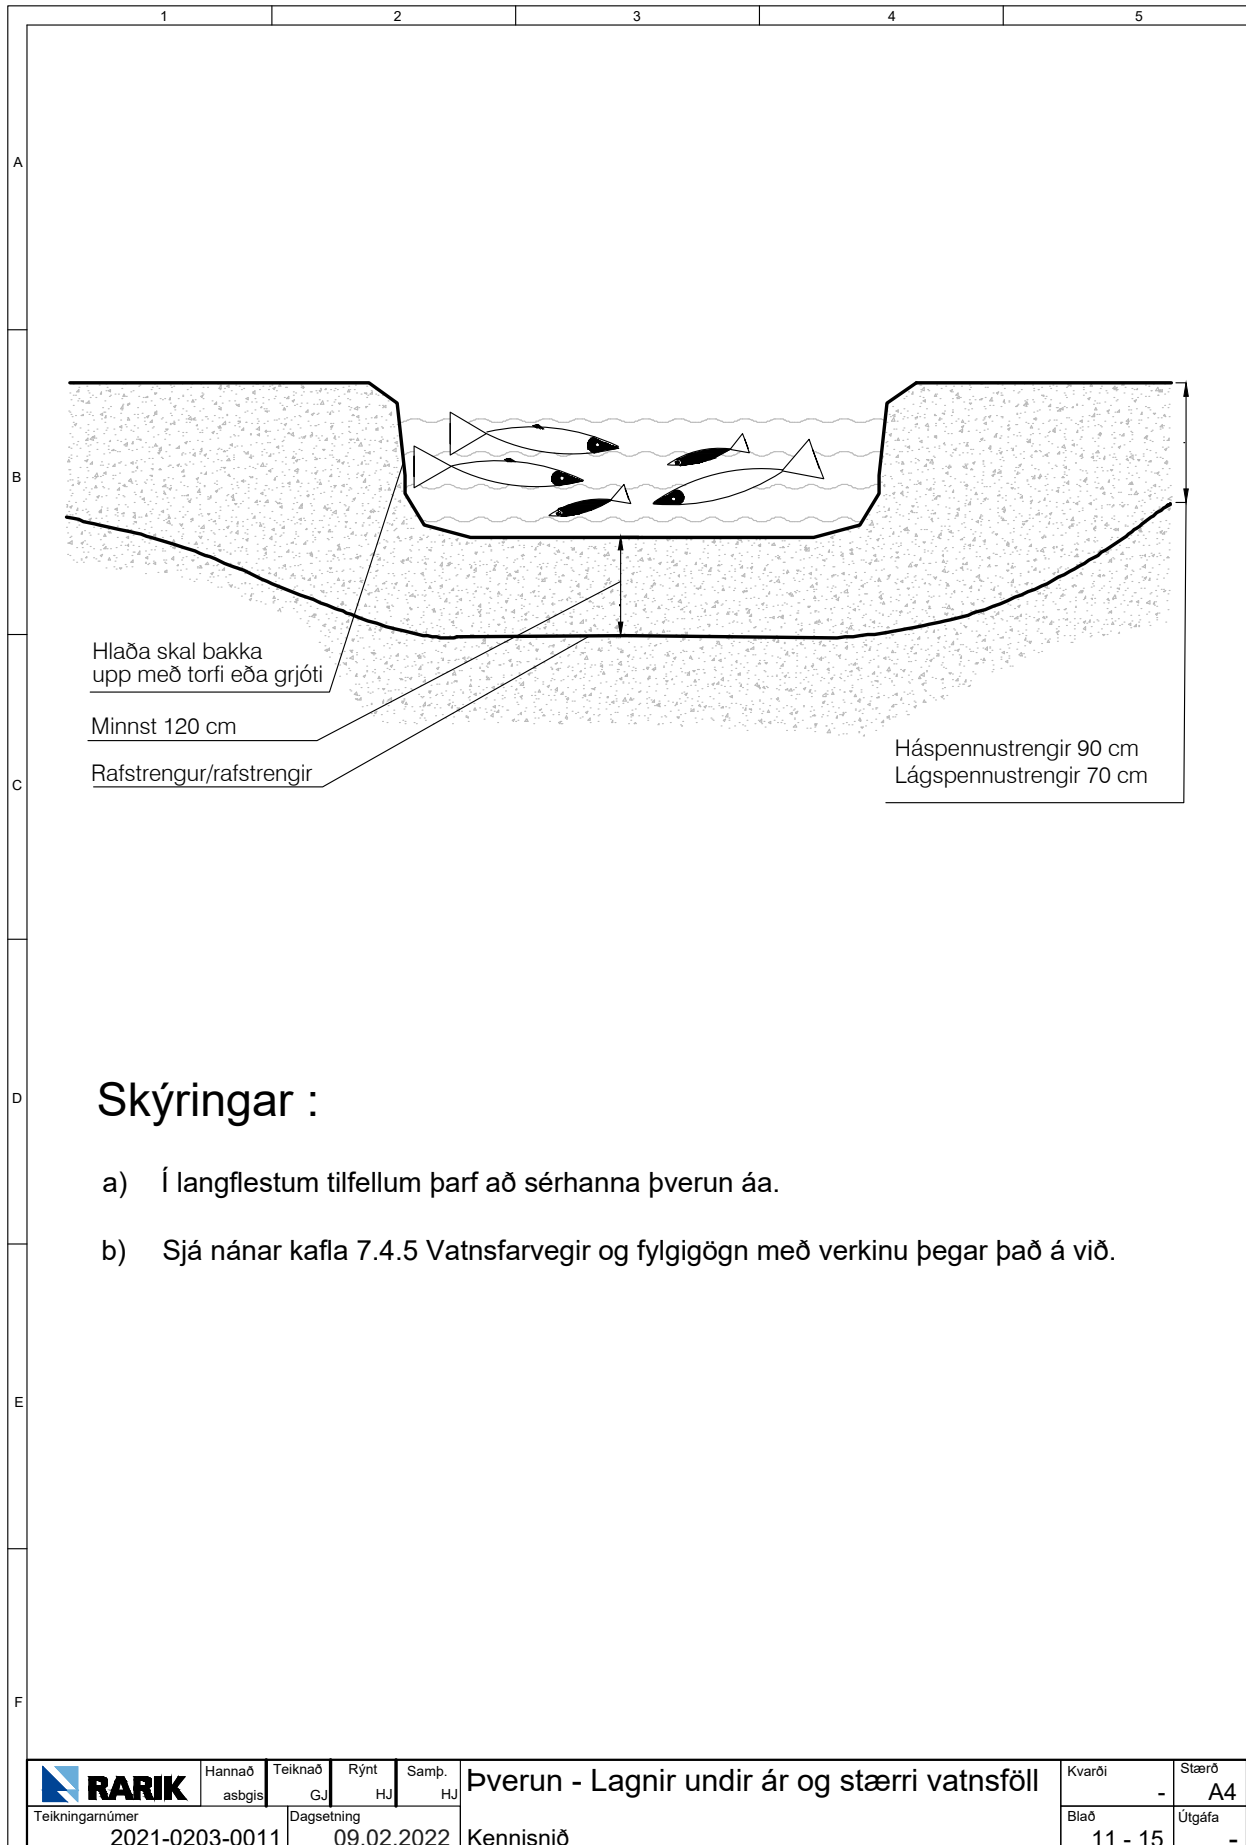 1 2 3 4 5
A
B
C
D
E
F
Hlaða skal bakka
upp með torfi eða grjóti
Minnst 120 cm
Rafstrengur/rafstrengir
Háspennustrengir 90 cm
Lágspennustrengir 70 cm
Skýringar :
a) Í langflestum tilfellum þarf að sérhanna þverun áa.
b) Sjá nánar kafla 7.4.5 Vatnsfarvegir og fylgigögn með verkinu þegar það á við.
RARIK
Hannað
asbgis
Teiknað
GJ
Rýnt
HJ
Samþ.
HJ
Teikningarnúmer
2021-0203-0011
Dagsetning
09.02.2022
Þverun - Lagnir undir ár og stærri vatnsföll
Kennisnið
Kvarði
-
Stærð
A4
Blað
11 - 15
Útgáfa
-